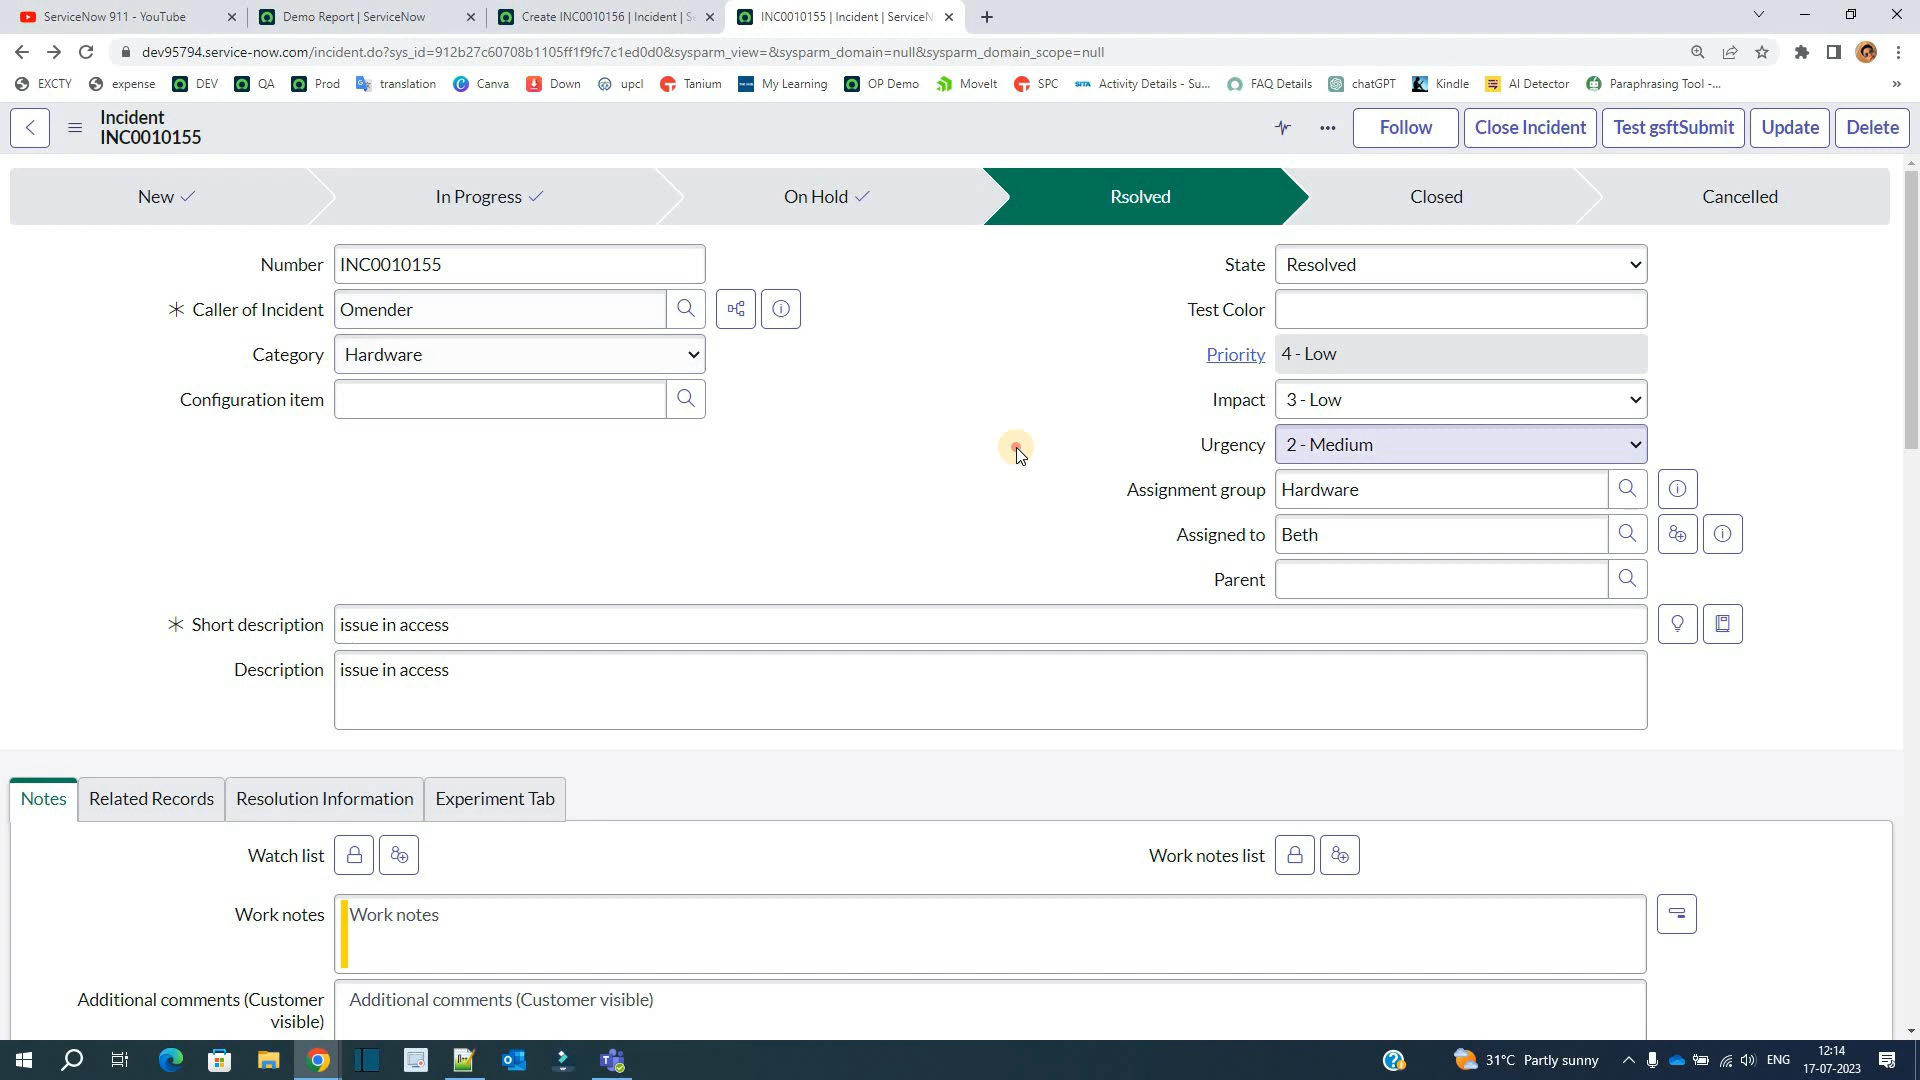 ServiceNow 911 - YouTube
Demo Report | ServiceNow
Create INC0010156 | Incident | Se
INC0010155 | Incident | ServiceN
dev95794.service-now.com/incident.do?sys_id=912b27c60708b1105ff1f9fc7c1ed0d0&sysparm_view=&sysparm_domain=null&sysparm_domain_scope=null
EXCTY expense DEV QA Prod translation Canva Down upcl Tanium My Learning OP Demo MoveIt SPC Activity Details - Su... FAQ Details chatGPT Kindle AI Detector Paraphrasing Tool -... »
Incident
INC0010155
Follow Close Incident Test gsftSubmit Update Delete
New In Progress On Hold Rsolved Closed Cancelled
Number INC0010155
State Resolved
Caller of Incident Omender
Test Color
Category Hardware
Priority 4 - Low
Configuration item
Impact 3 - Low
Urgency 2 - Medium
Assignment group Hardware
Assigned to Beth
Parent
Short description issue in access
Description issue in access
Notes Related Records Resolution Information Experiment Tab
Watch list
Work notes list
Work notes Work notes
Additional comments (Customer visible) Additional comments (Customer visible)
31°C Partly sunny ENG 12:14
17-07-2023